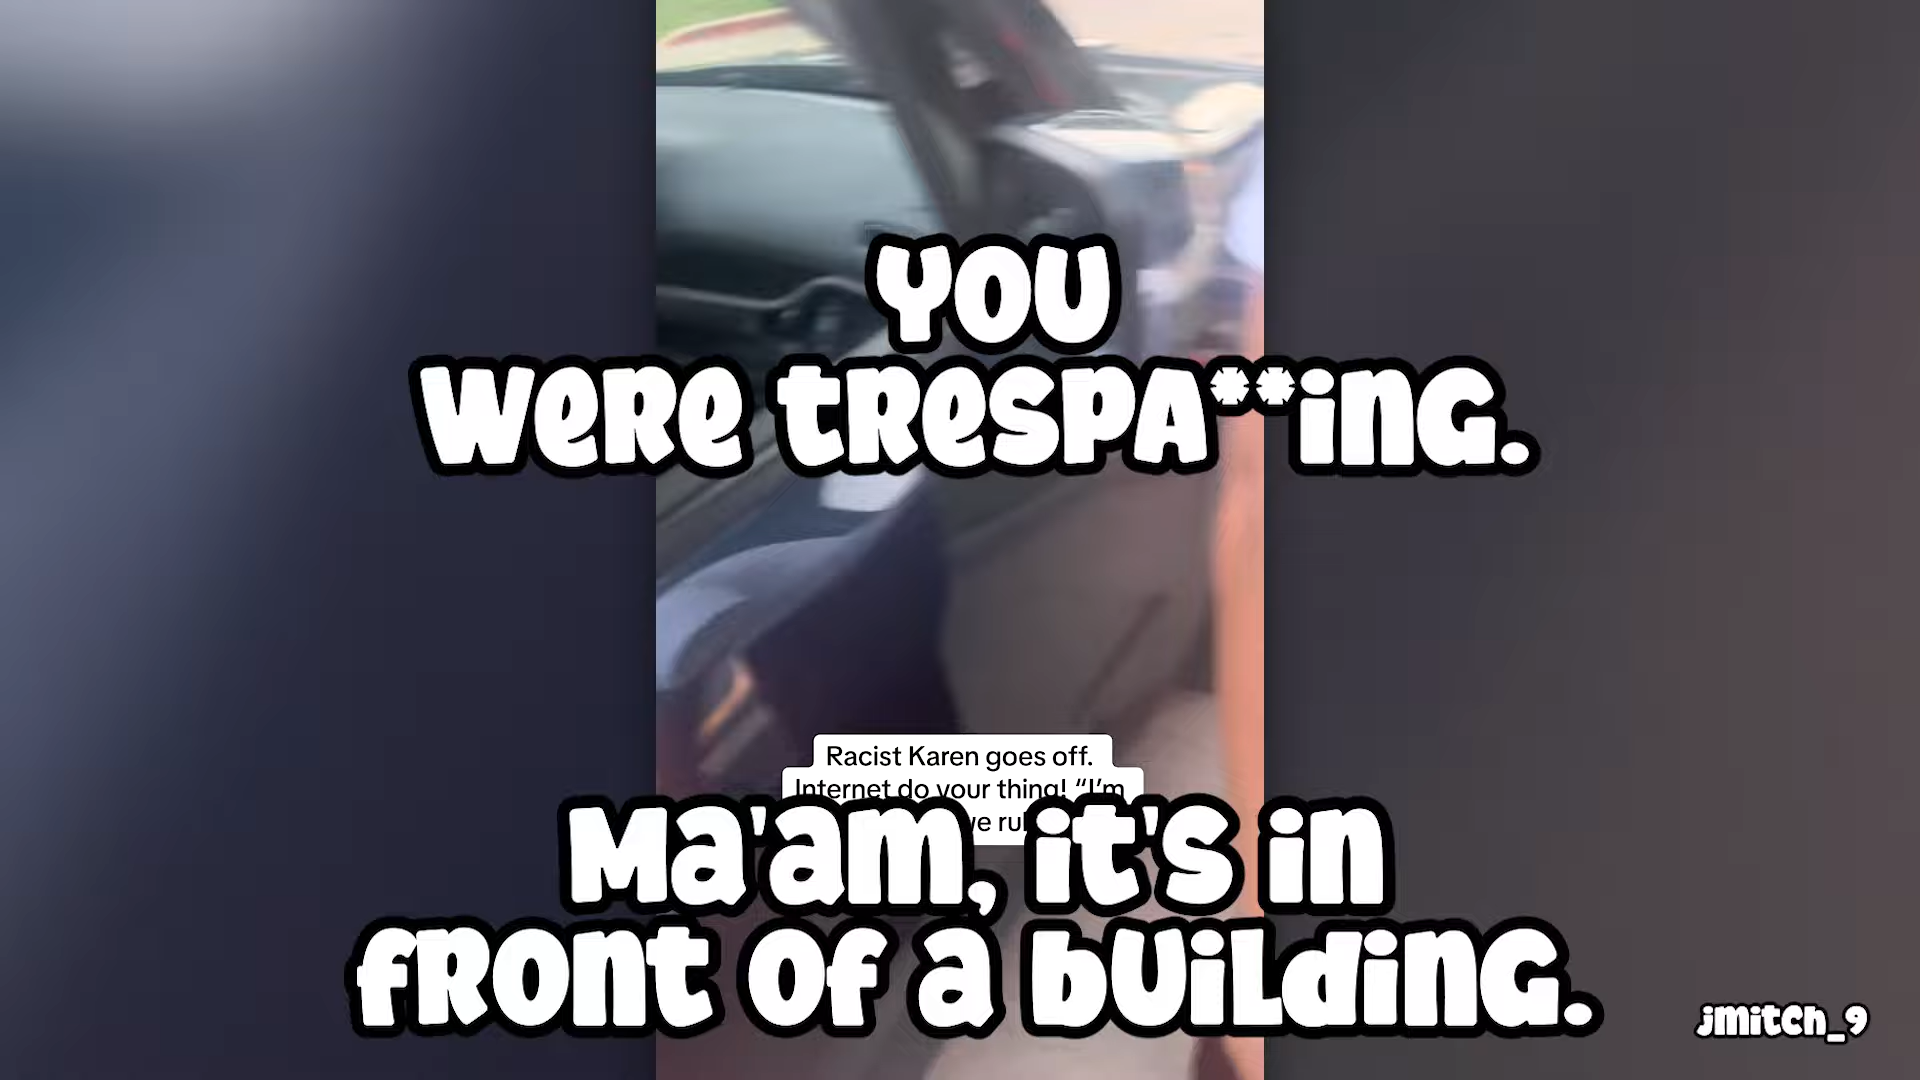 YOU
WERE TRESPA**ING.
Racist Karen goes off.
Internet do your thing! “I’m
Ma'am, it's in
front of a building.
jmitch_9